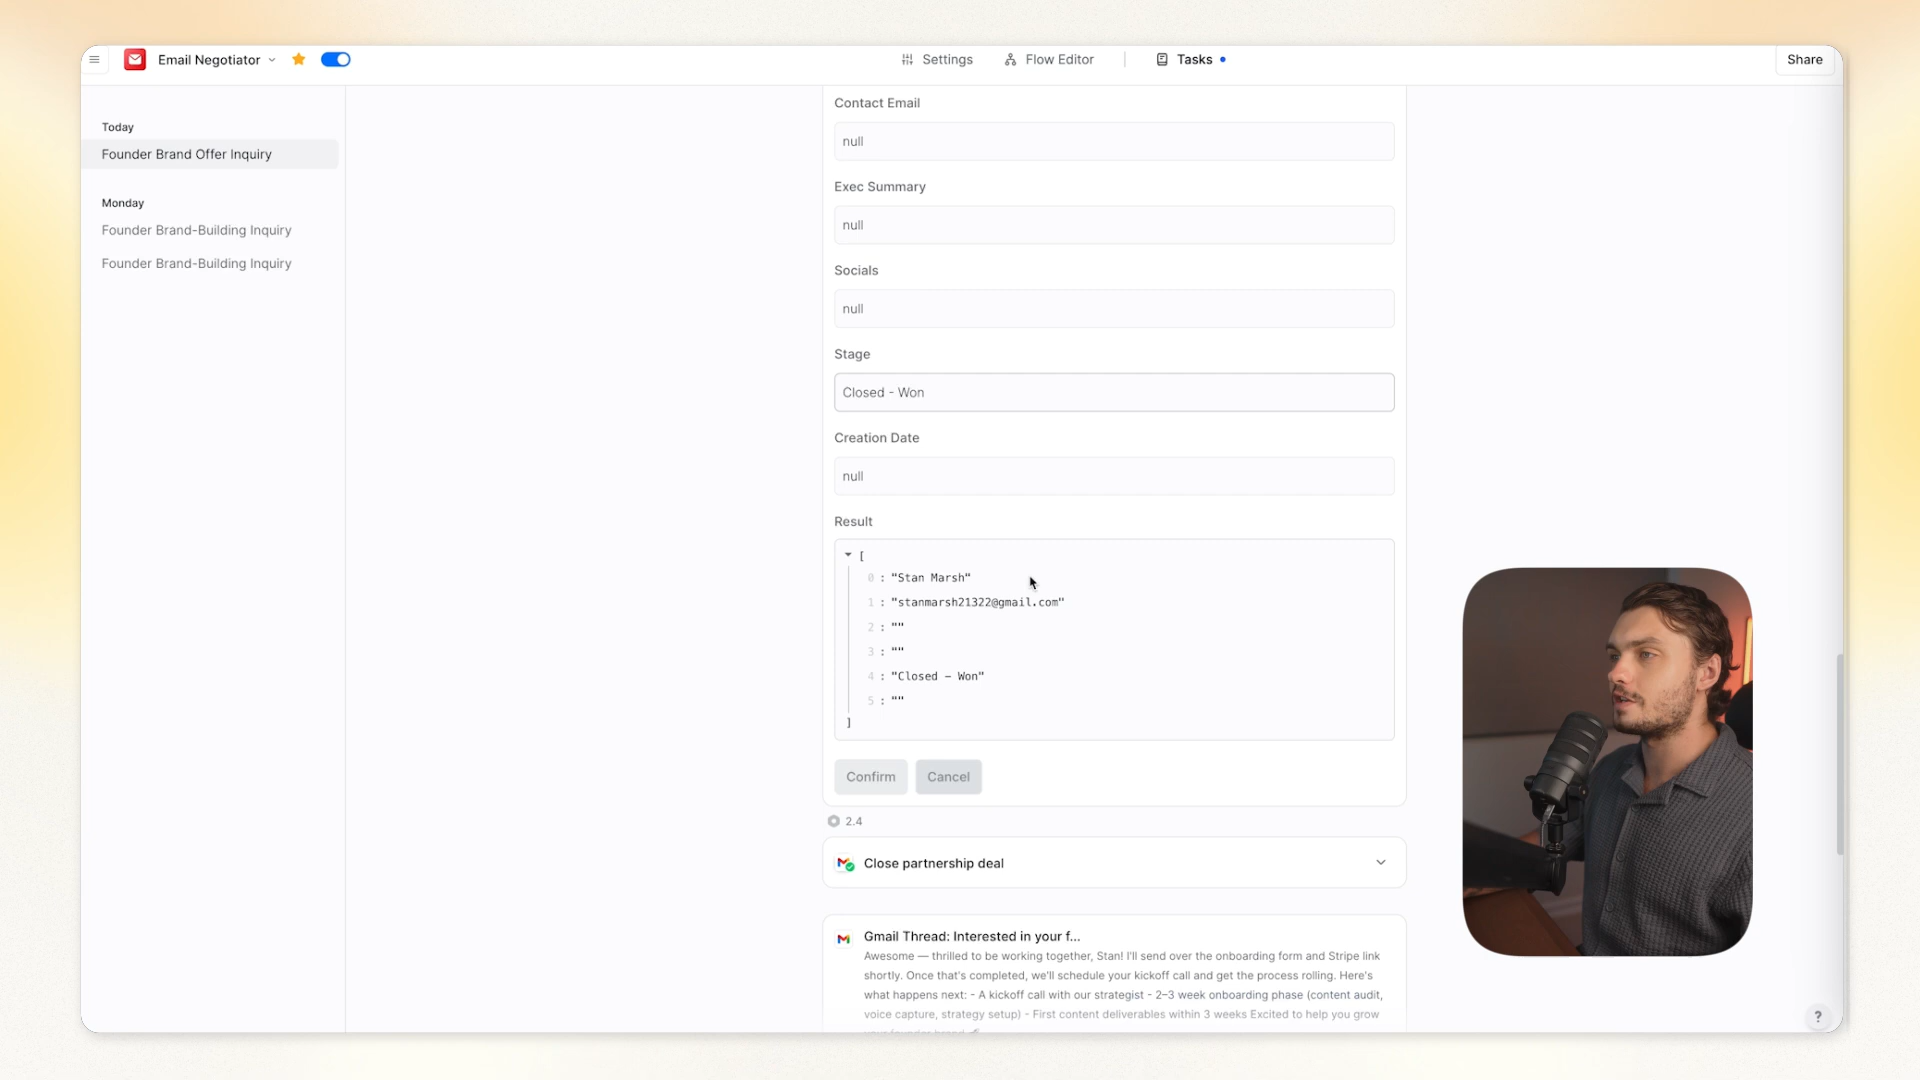 Email Negotiator
Settings
Flow Editor
Tasks
Share
Today
Founder Brand Offer Inquiry
Monday
Founder Brand-Building Inquiry
Founder Brand-Building Inquiry
Contact Email
null
Exec Summary
null
Socials
null
Stage
Closed - Won
Creation Date
null
Result
[
0 : "Stan Marsh"
1 : "stanmarsh21322@gmail.com"
2 : ""
3 : ""
4 : "Closed – Won"
5 : ""
]
Confirm Cancel
2.4
Close partnership deal
Gmail Thread: Interested in your f...
Awesome — thrilled to be working together, Stan! I'll send over the onboarding form and Stripe link
shortly. Once that's completed, we'll schedule your kickoff call and get the process rolling. Here's
what happens next: - A kickoff call with our strategist - 2–3 week onboarding phase (content audit,
voice capture, strategy setup) - First content deliverables within 3 weeks Excited to help you grow
?